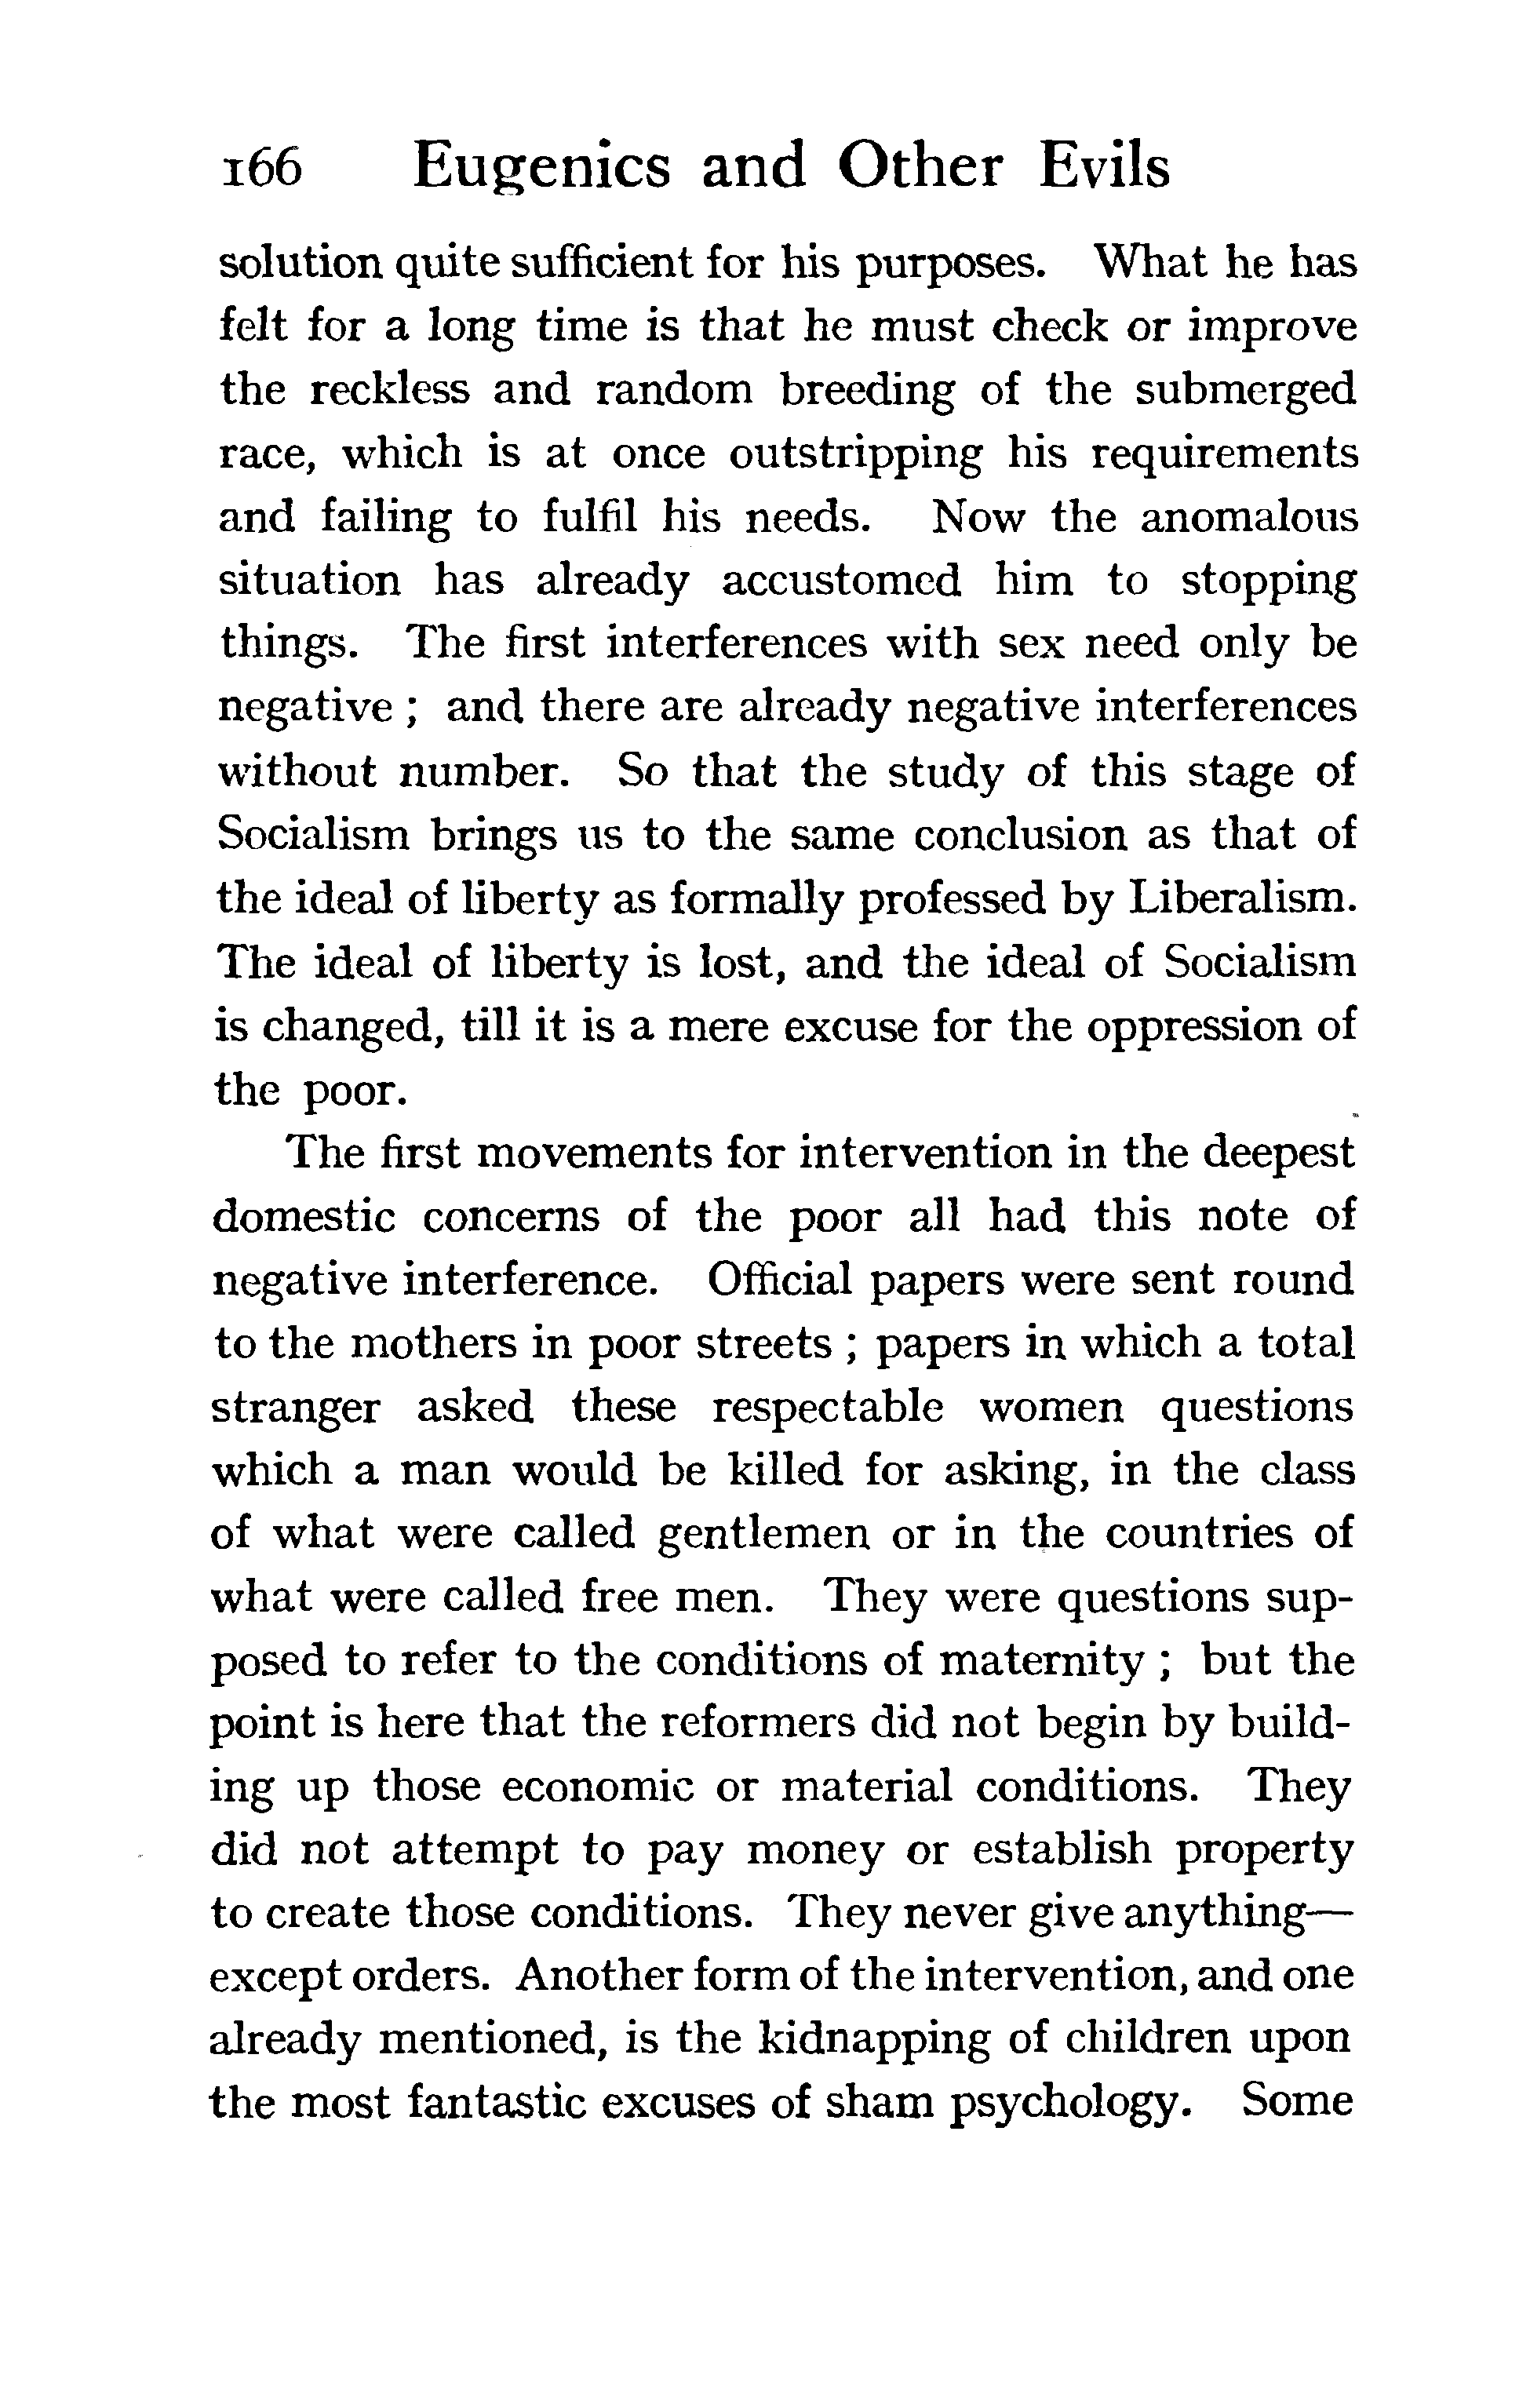 166 Eugenics and Other Evils
solution quite sufficient for his purposes. What he has
felt for a long time is that he must check or improve
the reckless and random breeding of the submerged
race, which is at once outstripping his requirements
and failing to fulfil his needs. Now the anomalous
situation has already accustomed him to stopping
things. The first interferences with sex need only be
negative ; and there are already negative interferences
without number. So that the study of this stage of
Socialism brings us to the same conclusion as that of
the ideal of liberty as formally professed by Liberalism.
The ideal of liberty is lost, and the ideal of Socialism
is changed, till it is a mere excuse for the oppression of
the poor.
The first movements for intervention in the deepest
domestic concerns of the poor all had this note of
negative interference. Official papers were sent round
to the mothers in poor streets ; papers in which a total
stranger asked these respectable women questions
which a man would be killed for asking, in the class
of what were called gentlemen or in the countries of
what were called free men. They were questions sup-
posed to refer to the conditions of maternity ; but the
point is here that the reformers did not begin by build-
ing up those economic or material conditions. They
did not attempt to pay money or establish property
to create those conditions. They never give anything—
except orders. Another form of the intervention, and one
already mentioned, is the kidnapping of children upon
the most fantastic excuses of sham psychology. Some